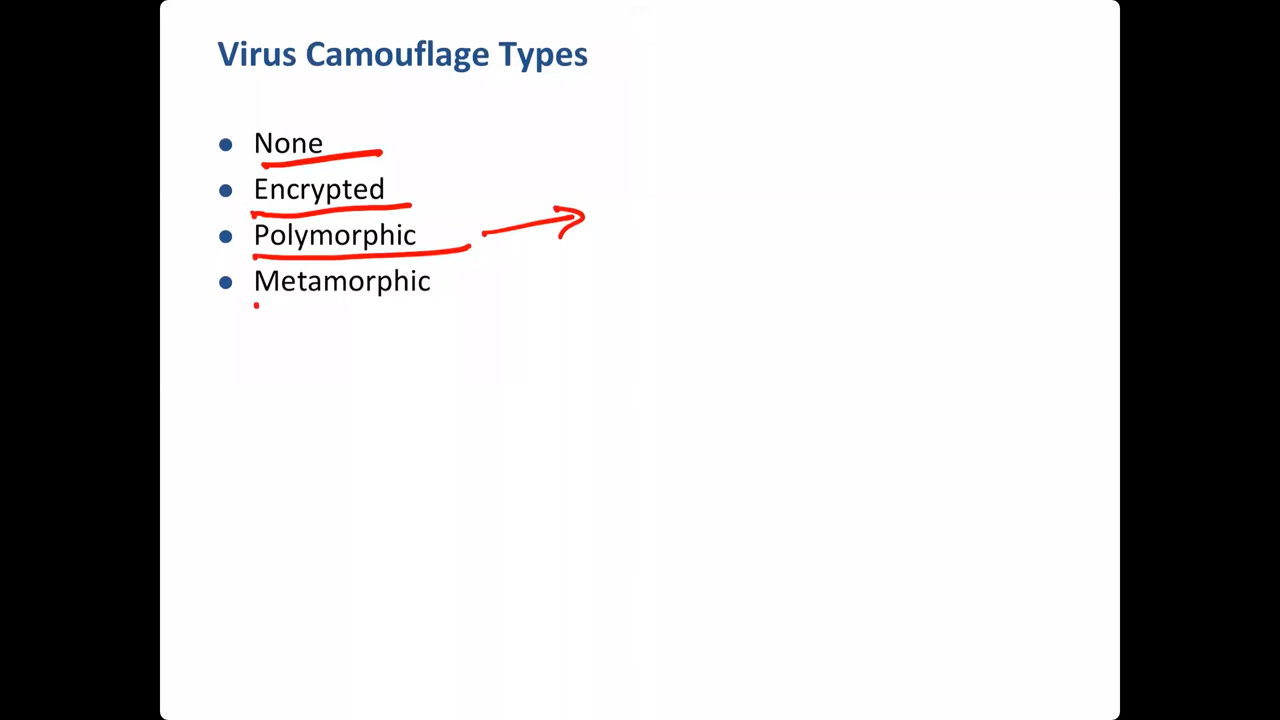 Virus Camouflage Types
● None
● Encrypted
● Polymorphic
● Metamorphic